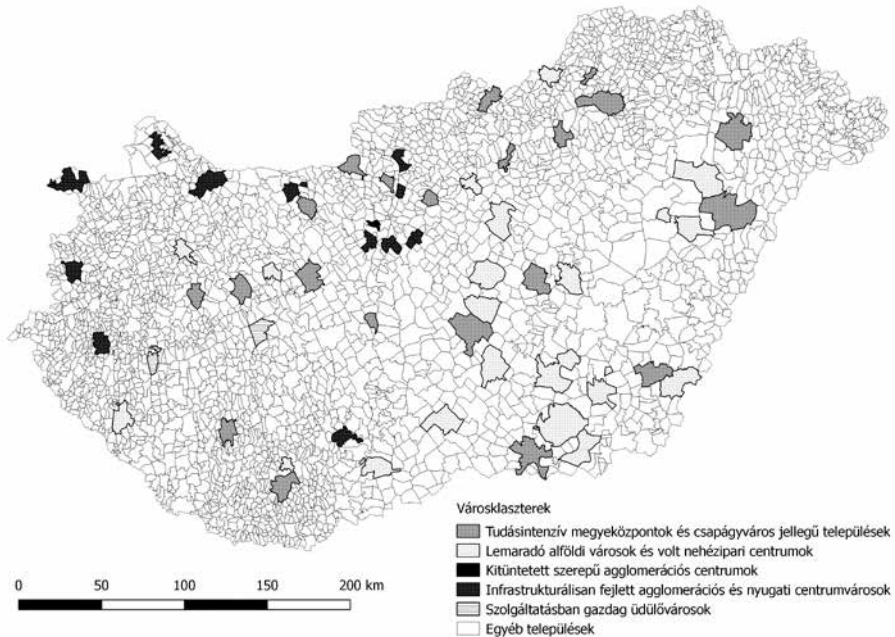 Városklaszterek
Tudásintenzív megyeközpontok és csapágyváros jellegű települések
Lemaradó alföldi városok és volt nehézipari centrumok
Kitüntetett szerepű agglomerációs centrumok
Infrastrukturálisan fejlett agglomerációs és nyugati centrumvárosok
Szolgáltatásban gazdag üdülővárosok
Egyéb települések
0 50 100 150 200 km